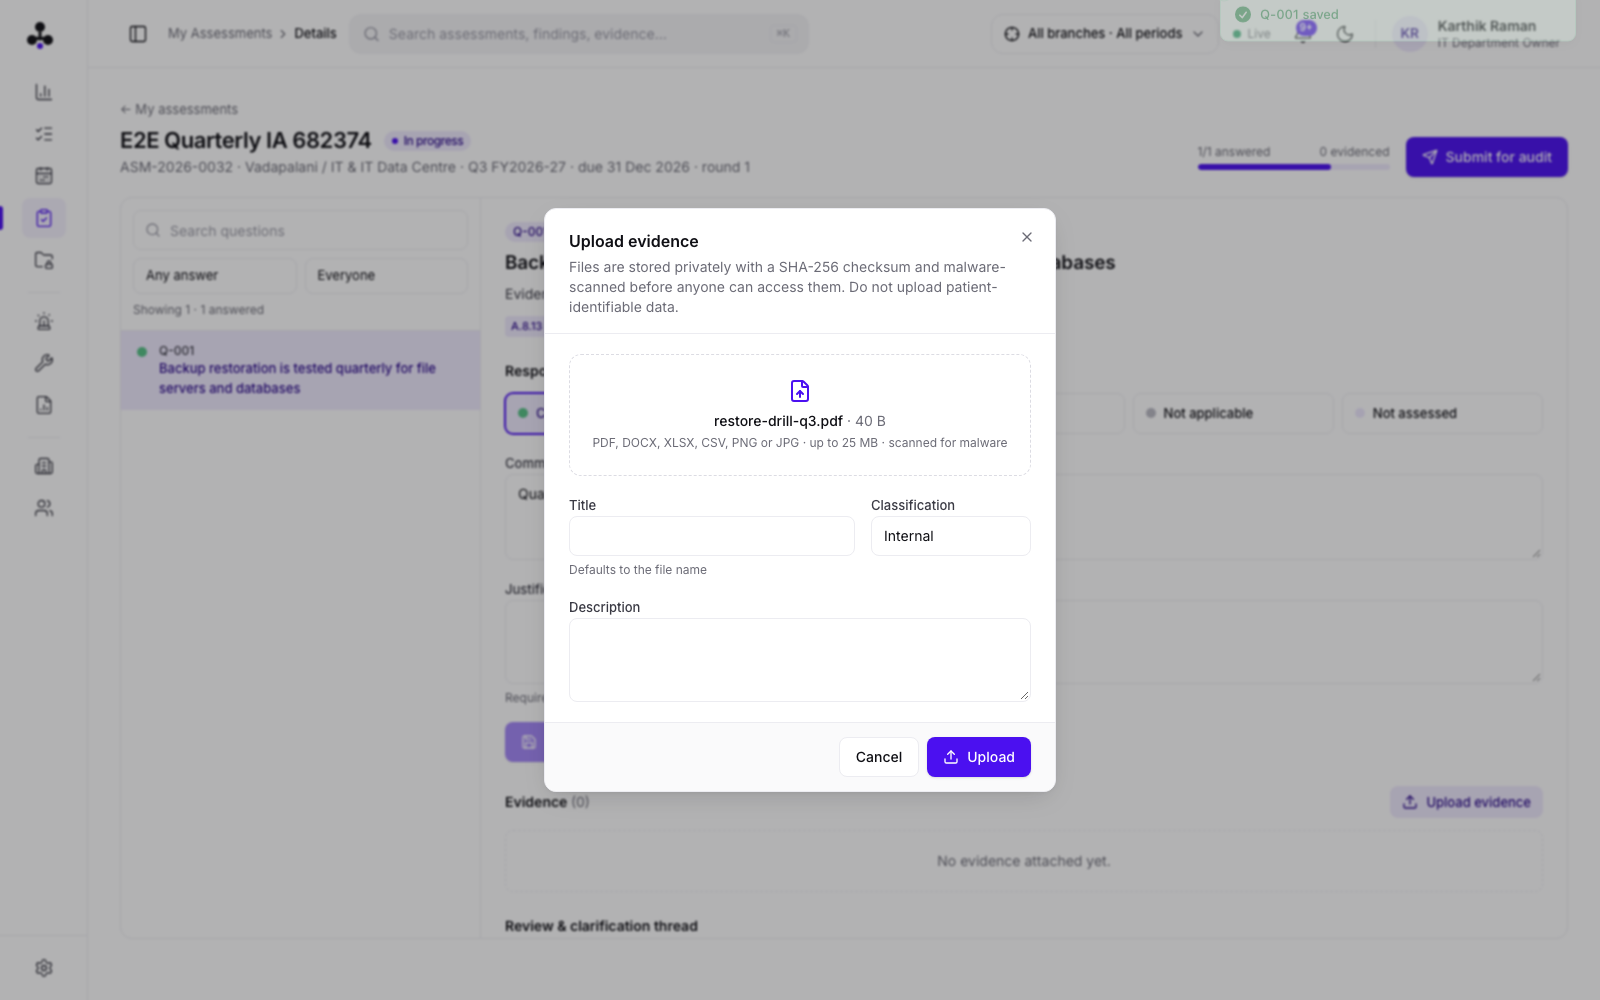 My Assessments › Details
Search assessments, findings, evidence...
⌘K
All branches · All periods
Q-001 saved
Live
9+
KR
Karthik Raman
IT Department Owner
← My assessments
E2E Quarterly IA 682374
In progress
ASM-2026-0032 · Vadapalani / IT & IT Data Centre · Q3 FY2026-27 · due 31 Dec 2026 · round 1
1/1 answered
0 evidenced
Submit for audit
Search questions
Any answer
Everyone
Showing 1 · 1 answered
Q-001
Backup restoration is tested quarterly for file
servers and databases
Upload evidence
Files are stored privately with a SHA-256 checksum and malware-
scanned before anyone can access them. Do not upload patient-
identifiable data.
restore-drill-q3.pdf · 40 B
PDF, DOCX, XLSX, CSV, PNG or JPG · up to 25 MB · scanned for malware
Title
Classification
Internal
Defaults to the file name
Description
Cancel
Upload
A.8.13
Not applicable
Not assessed
Evidence (0)
Upload evidence
No evidence attached yet.
Review & clarification thread